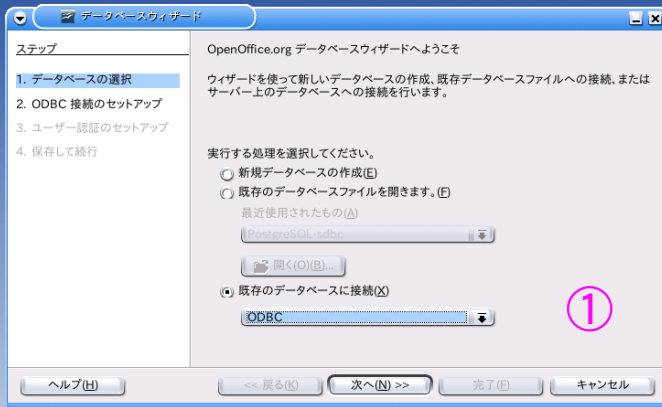 データベースウィザード
ステップ
1. データベースの選択
2. ODBC 接続のセットアップ
3. ユーザー認証のセットアップ
4. 保存して続行
OpenOffice.org データベースウィザードへようこそ
ウィザードを使って新しいデータベースの作成、既存データベースファイルへの接続、または
サーバー上のデータベースへの接続を行います。
実行する処理を選択してください。
新規データベースの作成(E)
既存のデータベースファイルを開きます。(F)
最近使用されたもの(A)
PostgreSQL-sdbc
開く(O)(B)...
既存のデータベースに接続(X)
ODBC
①
ヘルプ(H)
<< 戻る(K)
次へ(N) >>
完了(F)
キャンセル